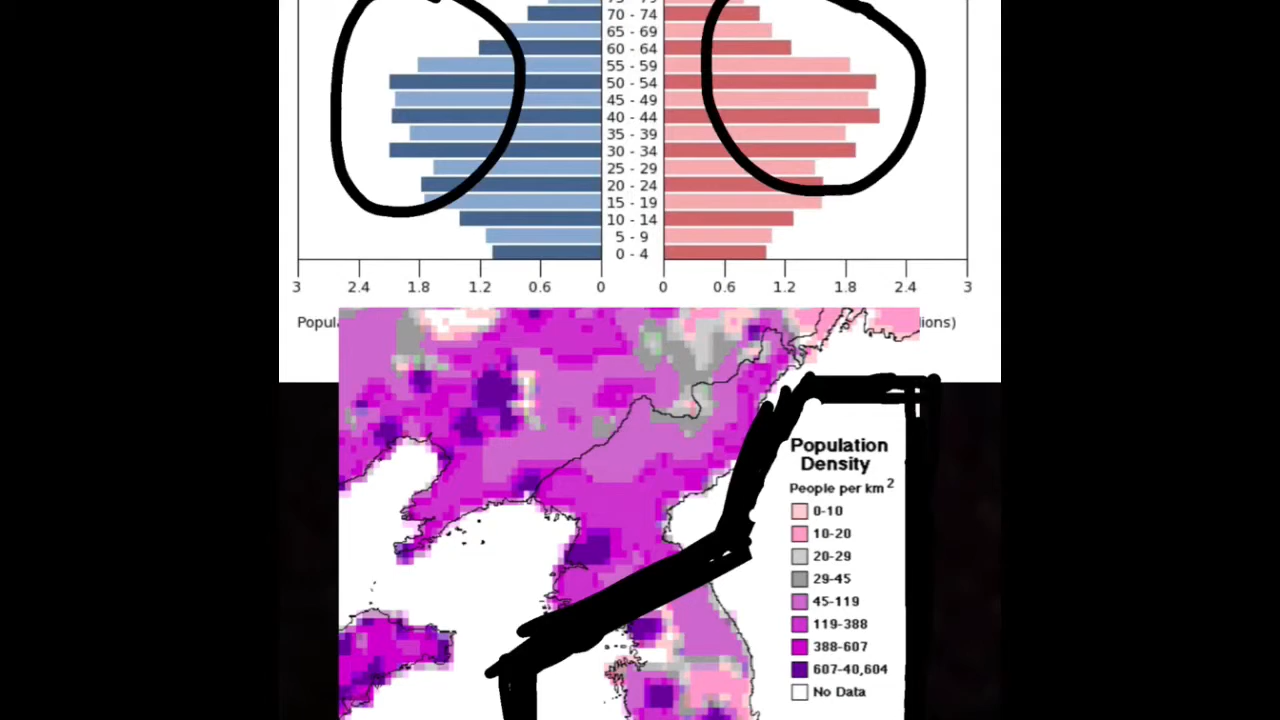 70 - 74
65 - 69
60 - 64
55 - 59
50 - 54
45 - 49
40 - 44
35 - 39
30 - 34
25 - 29
20 - 24
15 - 19
10 - 14
5 - 9
0 - 4
3 2.4 1.8 1.2 0.6 0 0 0.6 1.2 1.8 2.4 3
Popula ions)
Population
Density
People per km2
0-10
10-20
20-29
29-45
45-119
119-388
388-607
607-40,604
No Data